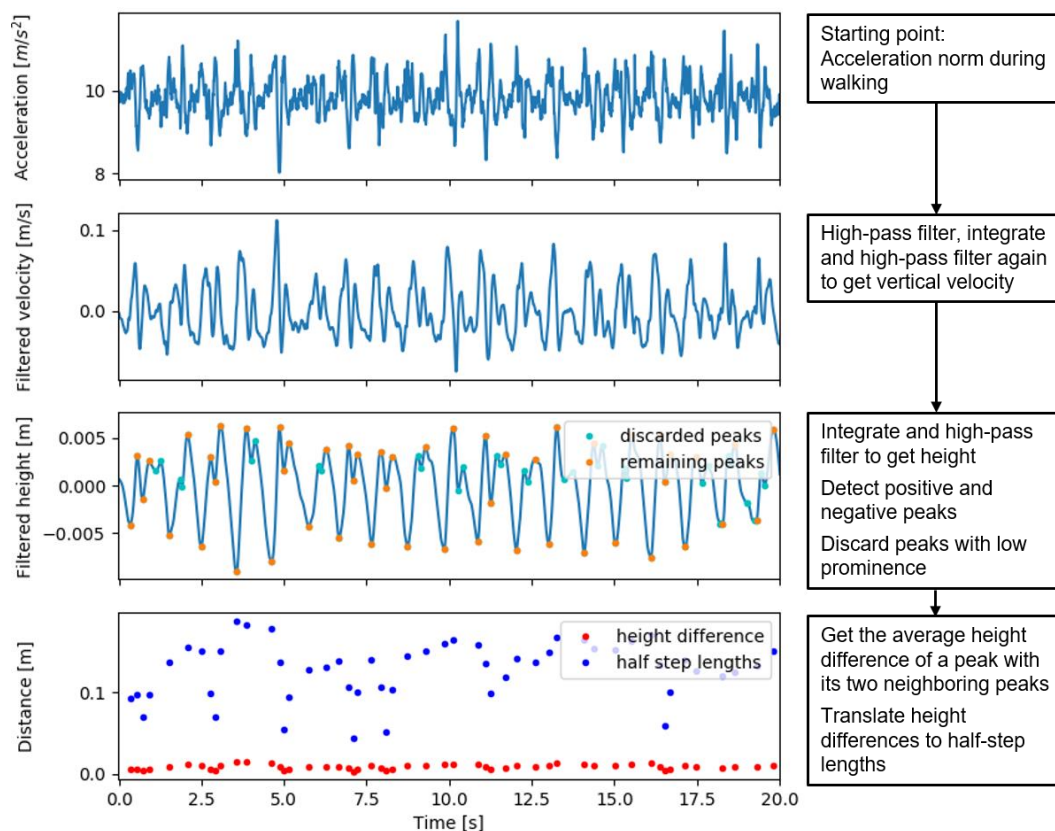 Acceleration [m/s²]
10
8
Starting point:
Acceleration norm during
walking
Filtered velocity [m/s]
0.1
0.0
High-pass filter, integrate
and high-pass filter again
to get vertical velocity
Filtered height [m]
0.005
0.000
−0.005
discarded peaks
remaining peaks
Integrate and high-pass
filter to get height
Detect positive and
negative peaks
Discard peaks with low
prominence
Distance [m]
0.1
0.0
height difference
half step lengths
0.0
2.5
5.0
7.5
10.0
12.5
15.0
17.5
20.0
Time [s]
Get the average height
difference of a peak with
its two neighboring peaks
Translate height
differences to half-step
lengths